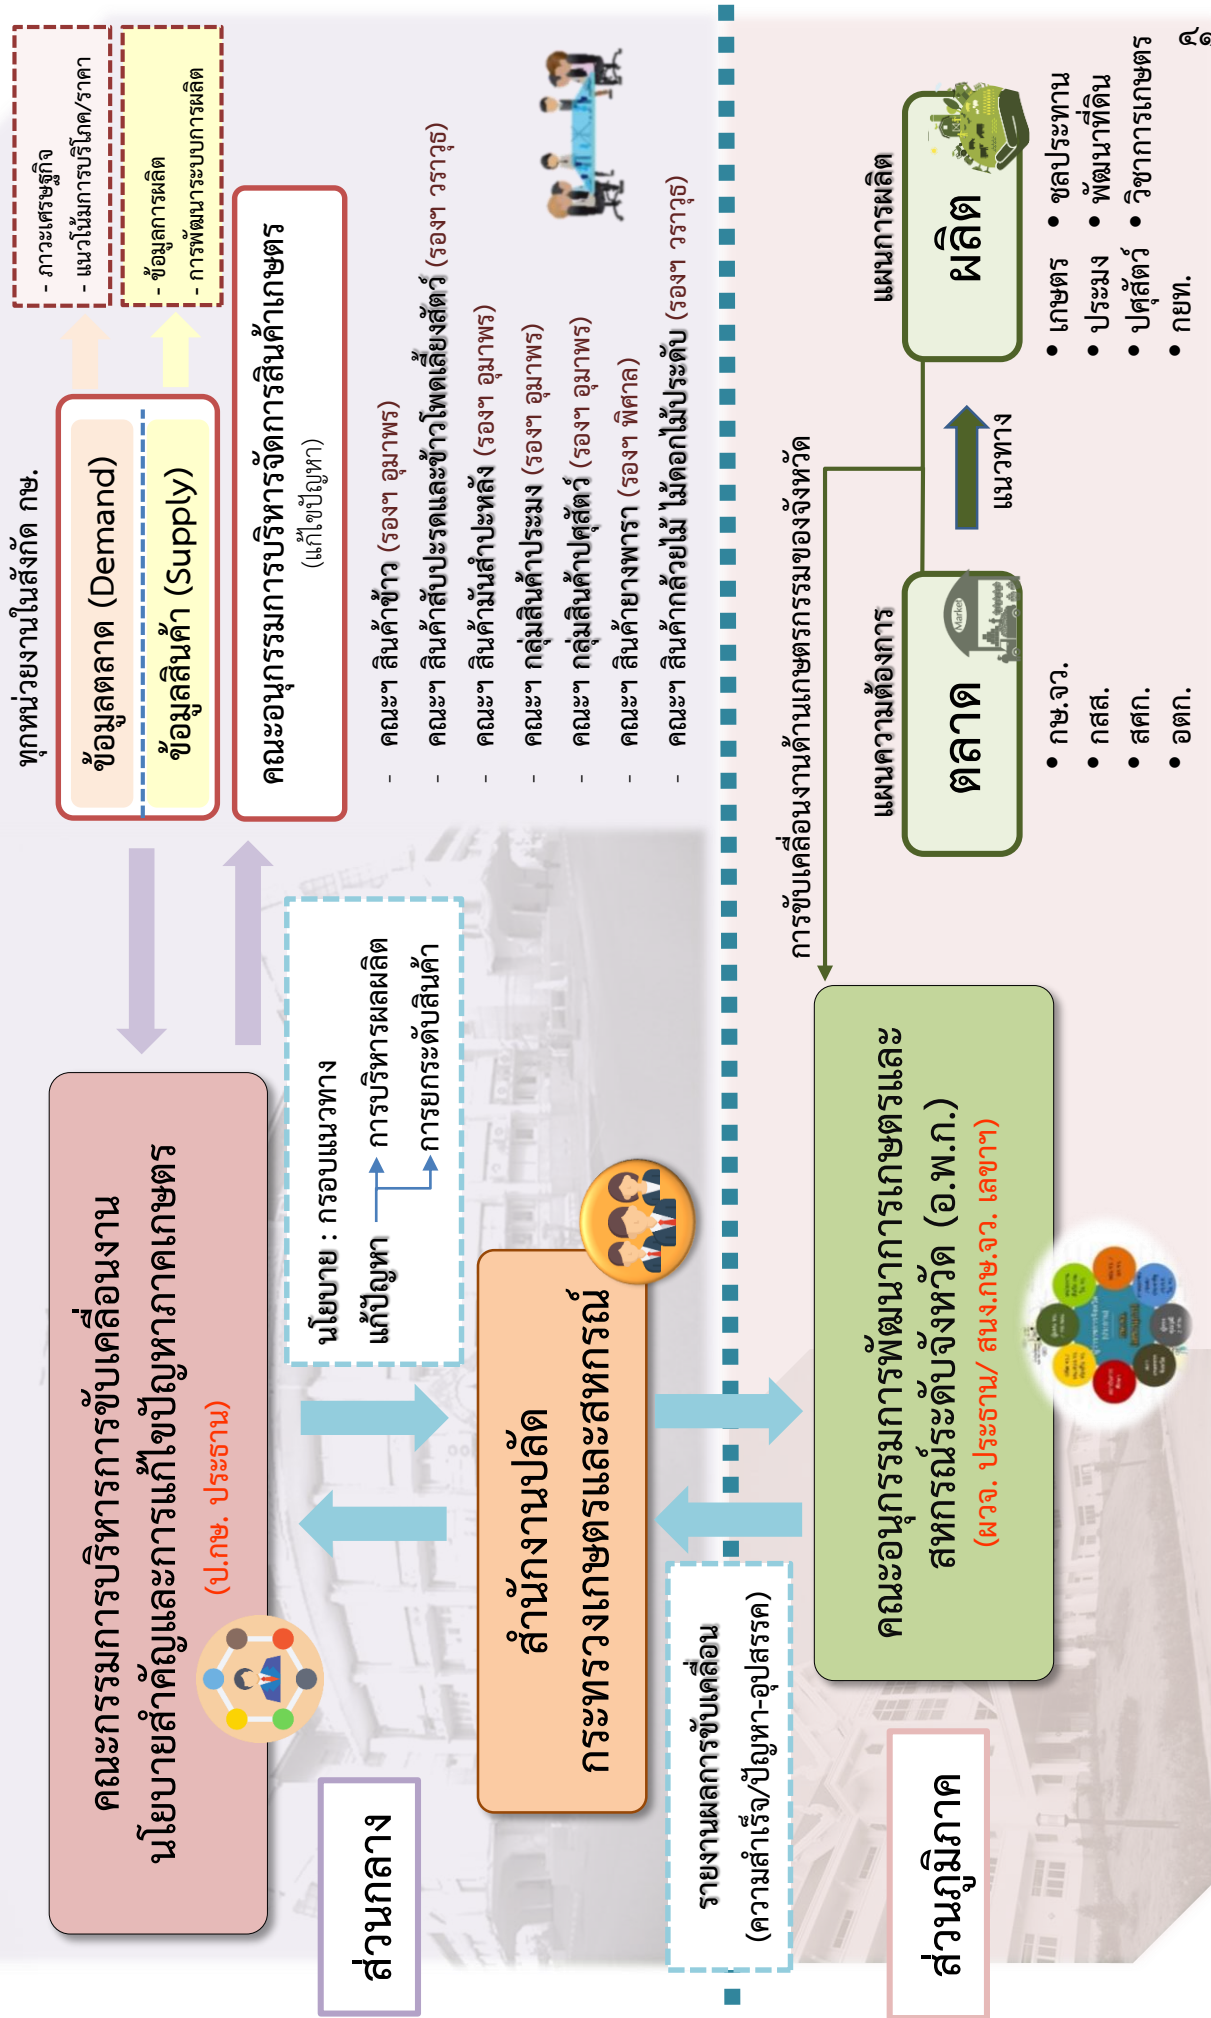 คณะกรรมการบริหารการขับเคลื่อนงาน
นโยบายสำคัญและการแก้ไขปัญหาภาคเกษตร
(ป.กษ. ประธาน)
ทุกหน่วยงานในสังกัด กษ.
ข้อมูลตลาด (Demand)
ข้อมูลสินค้า (Supply)
- ภาวะเศรษฐกิจ
- แนวโน้มการบริโภค/ราคา
- ข้อมูลการผลิต
- การพัฒนาระบบการผลิต
คณะอนุกรรมการบริหารจัดการสินค้าเกษตร
(แก้ไขปัญหา)
- คณะฯ สินค้าข้าว (รองฯ อุมาพร)
- คณะฯ สินค้าสับปะรดและข้าวโพดเลี้ยงสัตว์ (รองฯ วราวุธ)
- คณะฯ สินค้ามันสำปะหลัง (รองฯ อุมาพร)
- คณะฯ กลุ่มสินค้าประมง (รองฯ อุมาพร)
- คณะฯ กลุ่มสินค้าปศุสัตว์ (รองฯ อุมาพร)
- คณะฯ สินค้ายางพารา (รองฯ พิศาล)
- คณะฯ สินค้ากล้วยไม้ ไม้ดอกไม้ประดับ (รองฯ วราวุธ)
ส่วนกลาง
นโยบาย : กรอบแนวทาง
แก้ปัญหา
การบริหารผลผลิต
การยกระดับสินค้า
สำนักงานปลัด
กระทรวงเกษตรและสหกรณ์
รายงานผลการขับเคลื่อน
(ความสำเร็จ/ปัญหา-อุปสรรค)
ส่วนภูมิภาค
คณะอนุกรรมการพัฒนาการเกษตรและ
สหกรณ์ระดับจังหวัด (อ.พ.ก.)
(ผวจ. ประธาน/ สนง.กษ.จว. เลขาฯ)
การขับเคลื่อนงานด้านเกษตรกรรมของจังหวัด
แผนความต้องการ
ตลาด
Market
แนวทาง
แผนการผลิต
ผลิต
• กษ.จว.
• กสส.
• สศก.
• อตก.
• เกษตร
• ประมง
• ปศุสัตว์
• กยท.
• ชลประทาน
• พัฒนาที่ดิน
• วิชาการเกษตร
๔๑